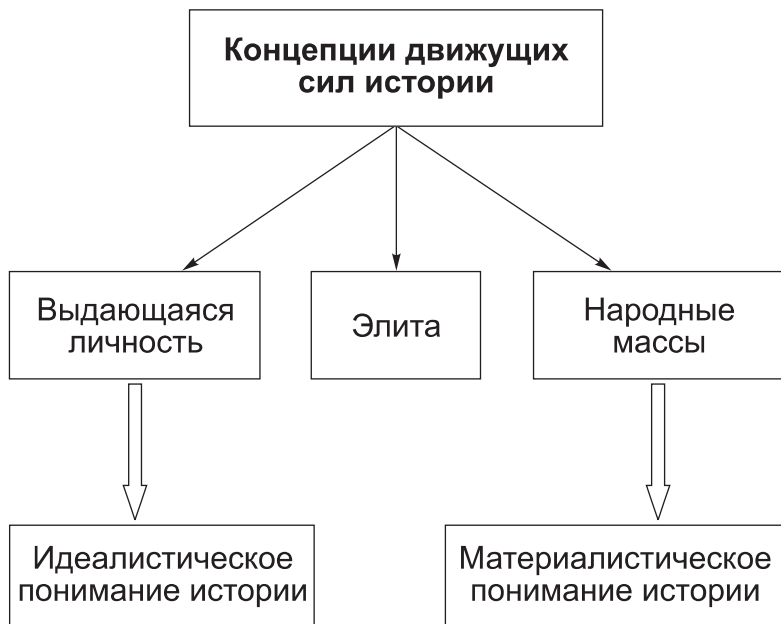 Концепции движущих
сил истории
Выдающаяся
личность
Элита
Народные
массы
Идеалистическое
понимание истории
Материалистическое
понимание истории